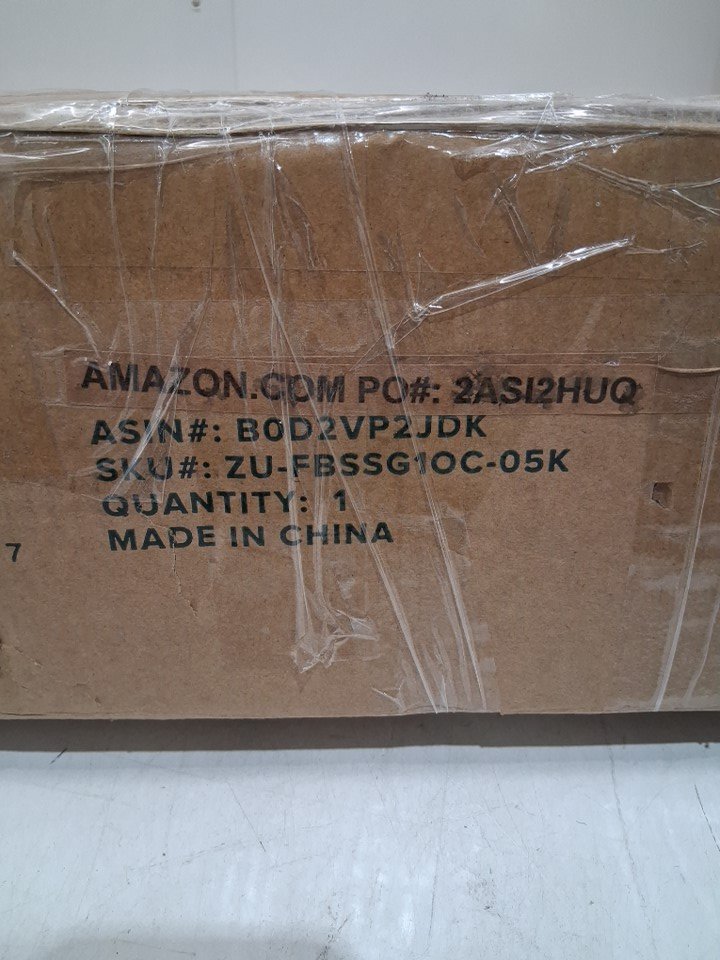 AMAZON.COM PO#: 2ASI2HUQ
ASIN#: B0D2VP2JDK
SKU#: ZU-FBSSG1OC-05K
QUANTITY: 1
MADE IN CHINA
7